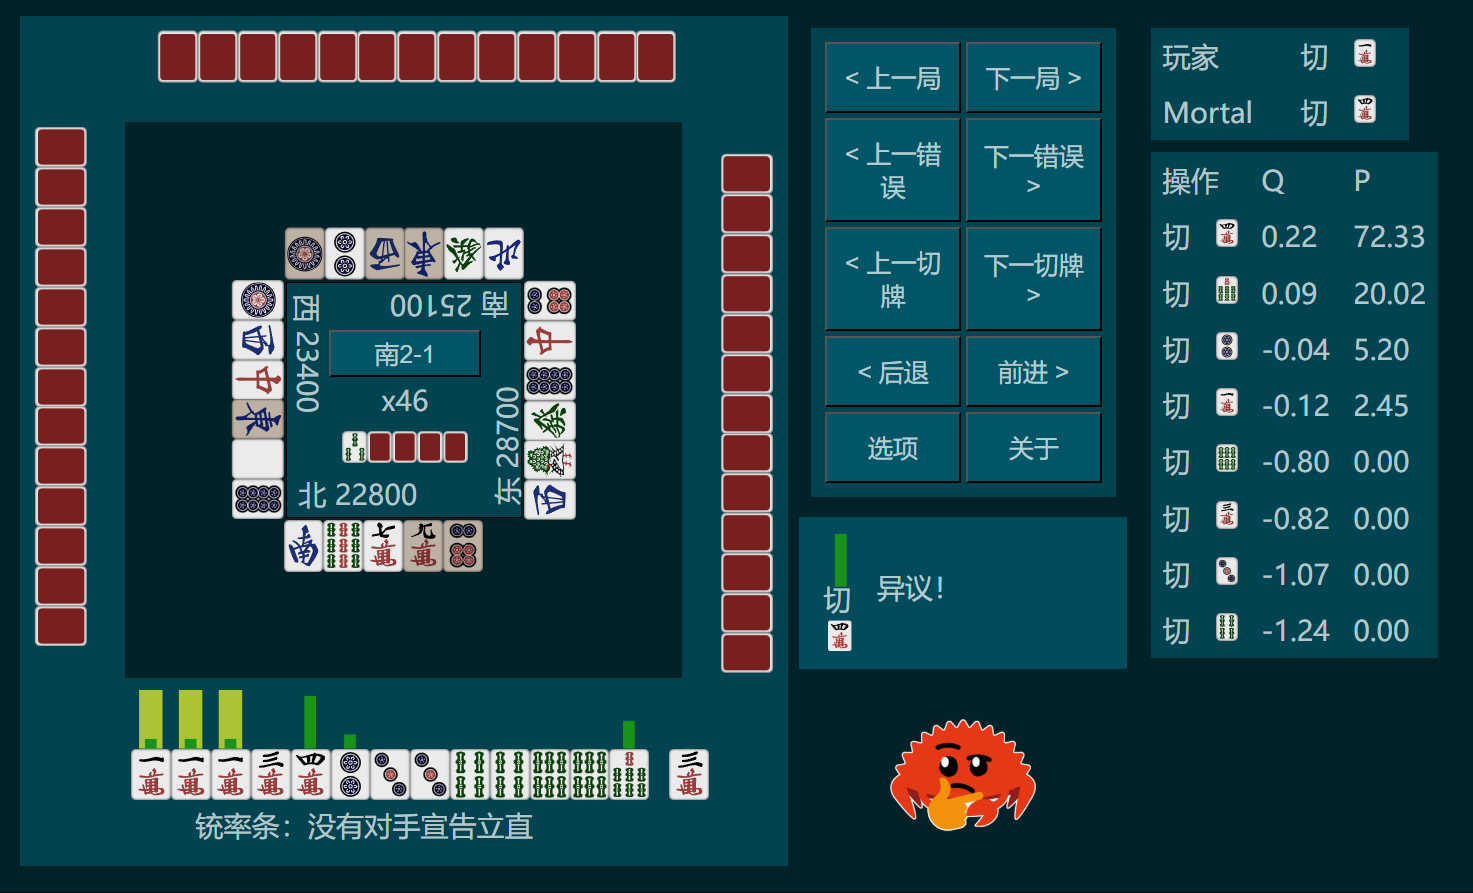 南 25100
西 23400
南2-1
x46
东 28700
北 22800
铳率条：没有对手宣告立直
< 上一局
下一局 >
< 上一错误
下一错误 >
< 上一切牌
下一切牌 >
< 后退
前进 >
选项
关于
切
异议！
玩家 切
Mortal 切
操作 Q P
切 0.22 72.33
切 0.09 20.02
切 -0.04 5.20
切 -0.12 2.45
切 -0.80 0.00
切 -0.82 0.00
切 -1.07 0.00
切 -1.24 0.00